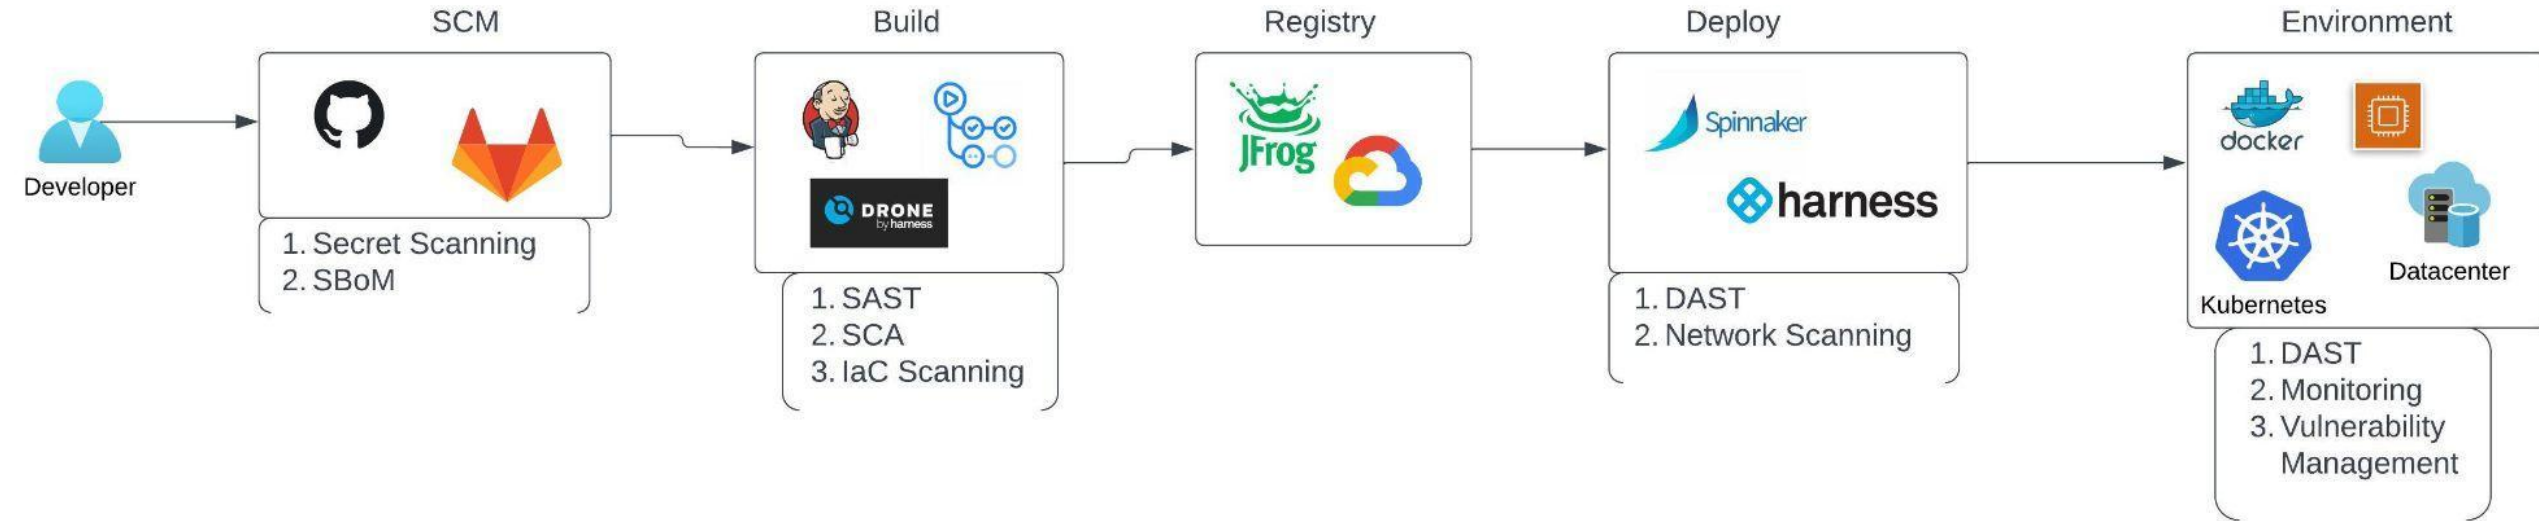 SCM
Build
Registry
Deploy
Environment
Developer
DRONE
by harness
JFrog
Spinnaker
harness
docker
Kubernetes
Datacenter
1. Secret Scanning
2. SBoM
1. SAST
2. SCA
3. IaC Scanning
1. DAST
2. Network Scanning
1. DAST
2. Monitoring
3. Vulnerability
Management